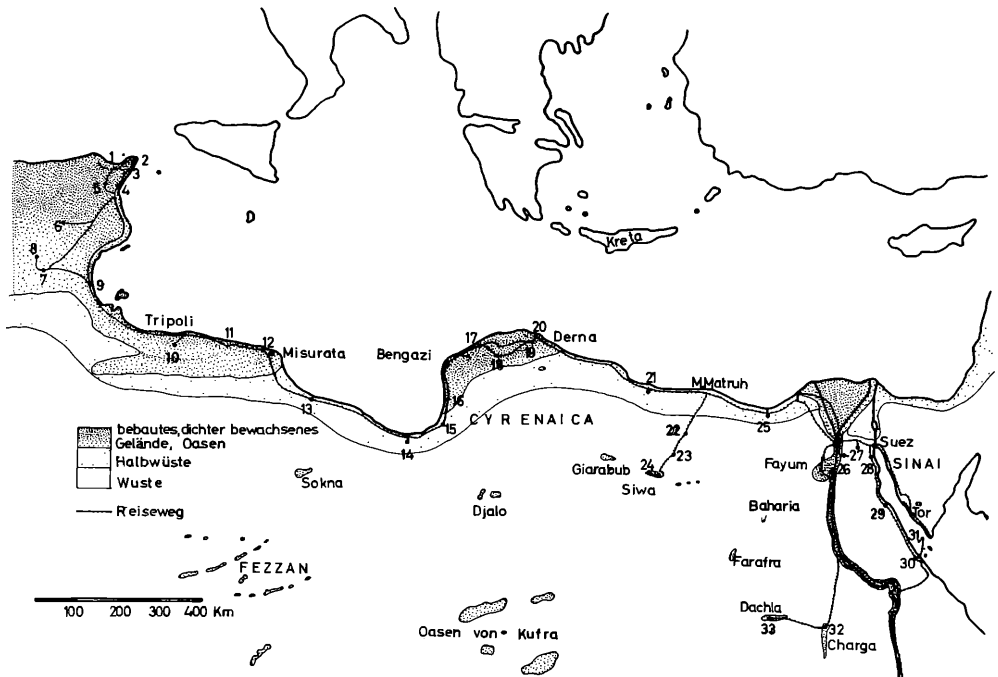 1
2
3
5
4
6
8
7
9
Kreta
Tripoli
11
12
10
Misurata
13
Bengazi
17
20
Derna
18
19
16
15
14
CYRENAICA
21
M.Matruh
25
22
23
24
Giarabub
Siwa
Suez
27
Fayum
26
28
SINAI
Baharia
29
Tor
31
30
Farafra
Dachla
33
32
Charga
bebautes, dichter bewachsenes
Gelände, Oasen
Halbwüste
Wuste
Reiseweg
Sokna
Djalo
FEZZAN
100 200 300 400 Km
Oasen von Kufra